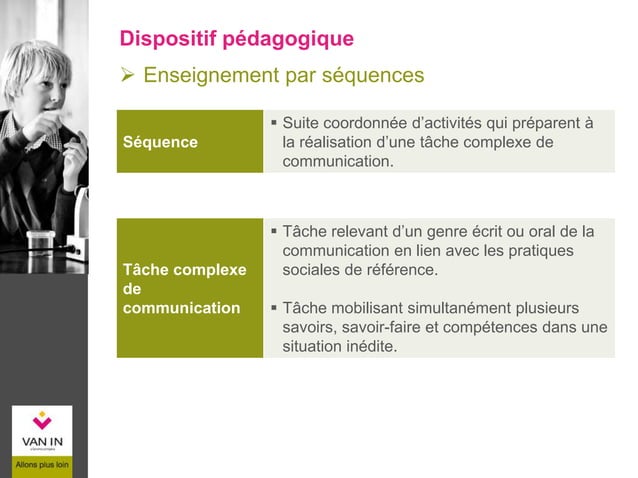 Dispositif pédagogique
➢ Enseignement par séquences
Séquence
▪ Suite coordonnée d’activités qui préparent à
la réalisation d’une tâche complexe de
communication.
Tâche complexe
de
communication
▪ Tâche relevant d’un genre écrit ou oral de la
communication en lien avec les pratiques
sociales de référence.
▪ Tâche mobilisant simultanément plusieurs
savoirs, savoir-faire et compétences dans une
situation inédite.
VAN IN
Allons plus loin